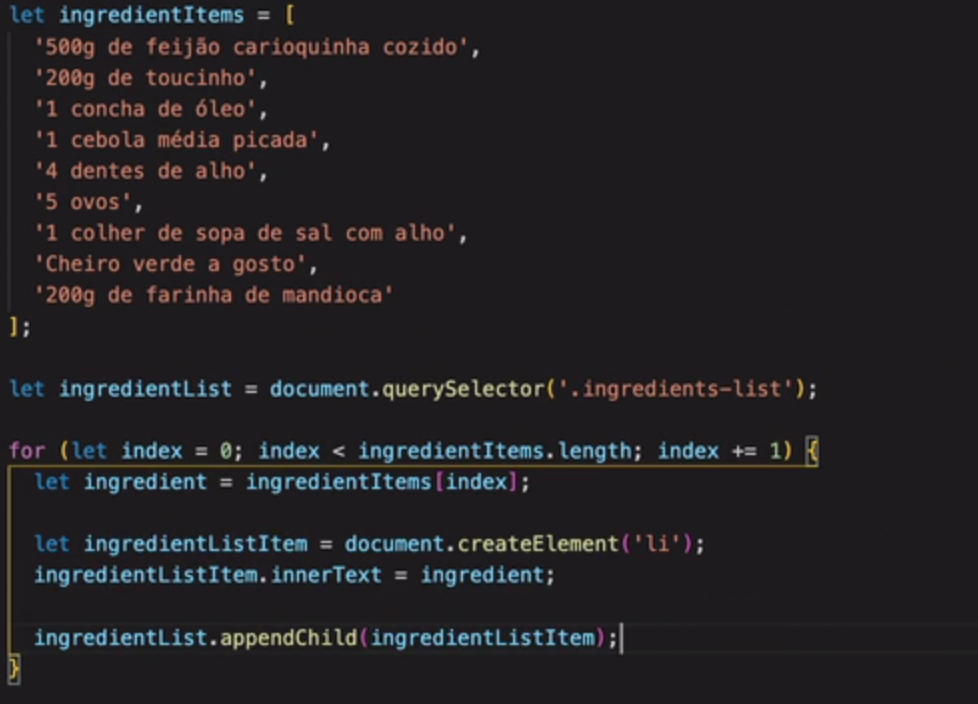 let ingredientItems = [
'500g de feijão carioquinha cozido',
'200g de toucinho',
'1 concha de óleo',
'1 cebola média picada',
'4 dentes de alho',
'5 ovos',
'1 colher de sopa de sal com alho',
'Cheiro verde a gosto',
'200g de farinha de mandioca'
];
let ingredientList = document.querySelector('.ingredients-list');
for (let index = 0; index < ingredientItems.length; index += 1) {
let ingredient = ingredientItems[index];
let ingredientListItem = document.createElement('li');
ingredientListItem.innerText = ingredient;
ingredientList.appendChild(ingredientListItem);
}